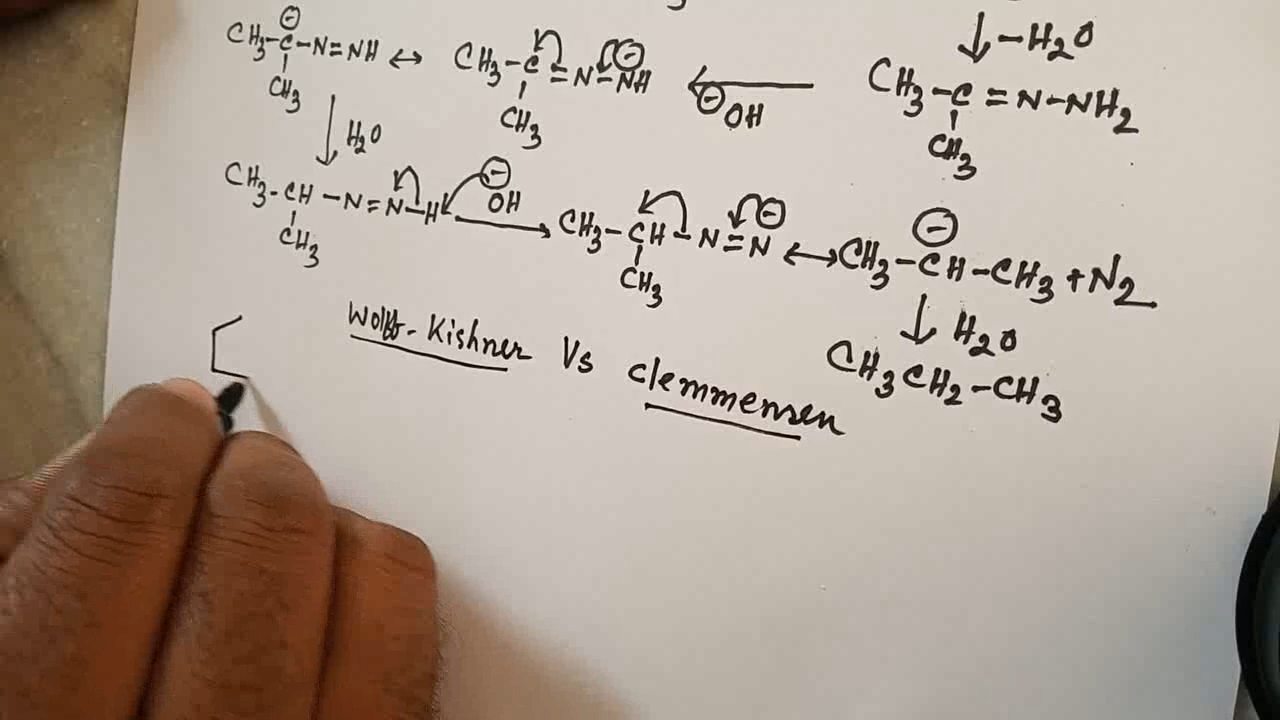 ↓ -H2O
CH3-C-N=NH ↔ CH3-C=N-NH ← ⊖OH CH3-C=N-NH2
⊖ ⊖
CH3 CH3 CH3
↓ H2O
CH3-CH-N=N-H ⊖OH → CH3-CH-N=N⊖ ↔ CH3-CH-CH3 + N2
⊖
CH3 CH3
↓ H2O
CH3CH2-CH3
Wolff-Kishner Vs clemmensen